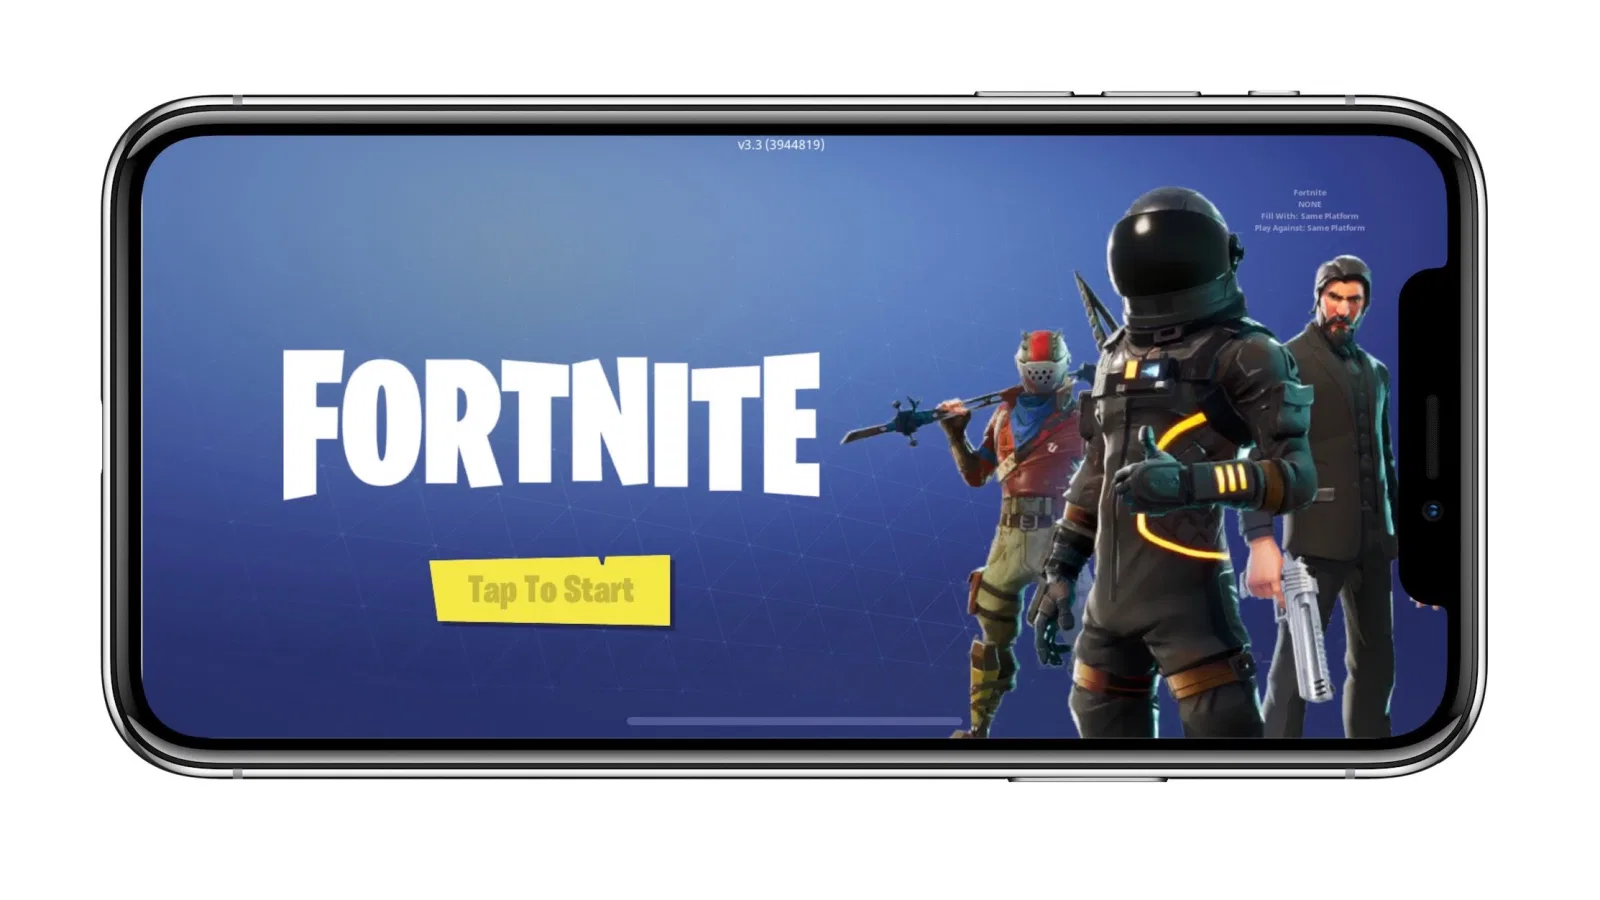 v3.3 (3944819)
Fortnite
NONE
Fill With: Same Platform
Play Against: Same Platform
FORTNITE
Tap To Start